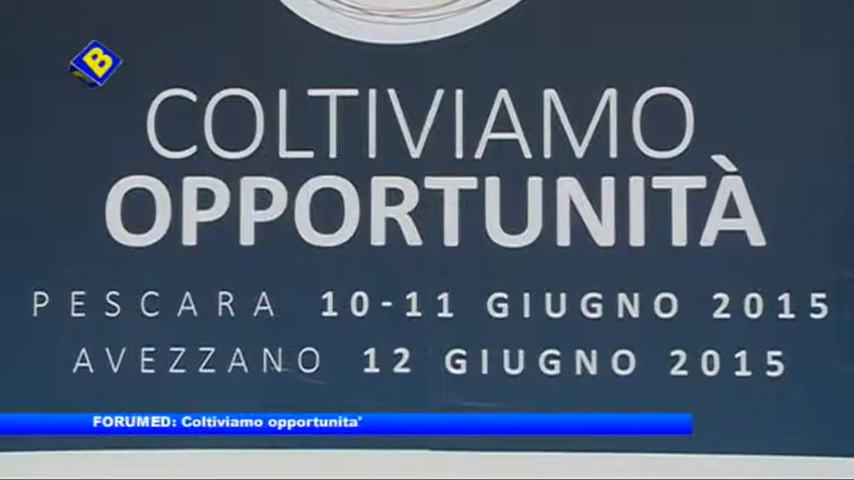 B
COLTIVIAMO
OPPORTUNITÀ
PESCARA 10-11 GIUGNO 2015
AVEZZANO 12 GIUGNO 2015
FORUMED: Coltiviamo opportunita'